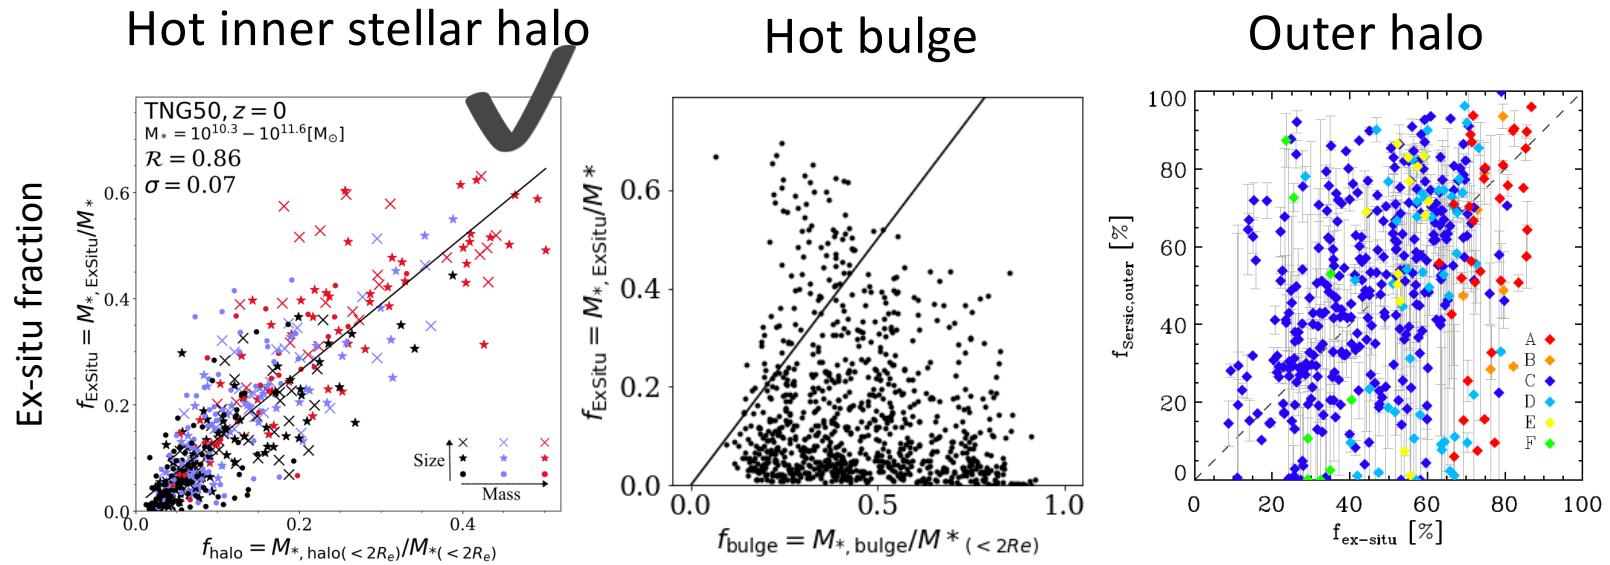 Hot inner stellar halo
Hot bulge
Outer halo
Ex-situ fraction
TNG50, z = 0
M* = 10^10.3 − 10^11.6[M⊙]
R = 0.86
σ = 0.07
f_ExSitu = M*, ExSitu/M*
0.6
0.4
0.2
0.0
0.0 0.2 0.4
Size
Mass
f_halo = M*, halo(< 2Re)/M*(< 2Re)
f_ExSitu = M*, ExSitu/M*
0.6
0.4
0.2
0.0
0.0 0.5 1.0
f_bulge = M*, bulge/M*(< 2Re)
f_Sersic,outer [%]
100
80
60
40
20
0
A
B
C
D
E
F
0 20 40 60 80 100
f_ex−situ [%]